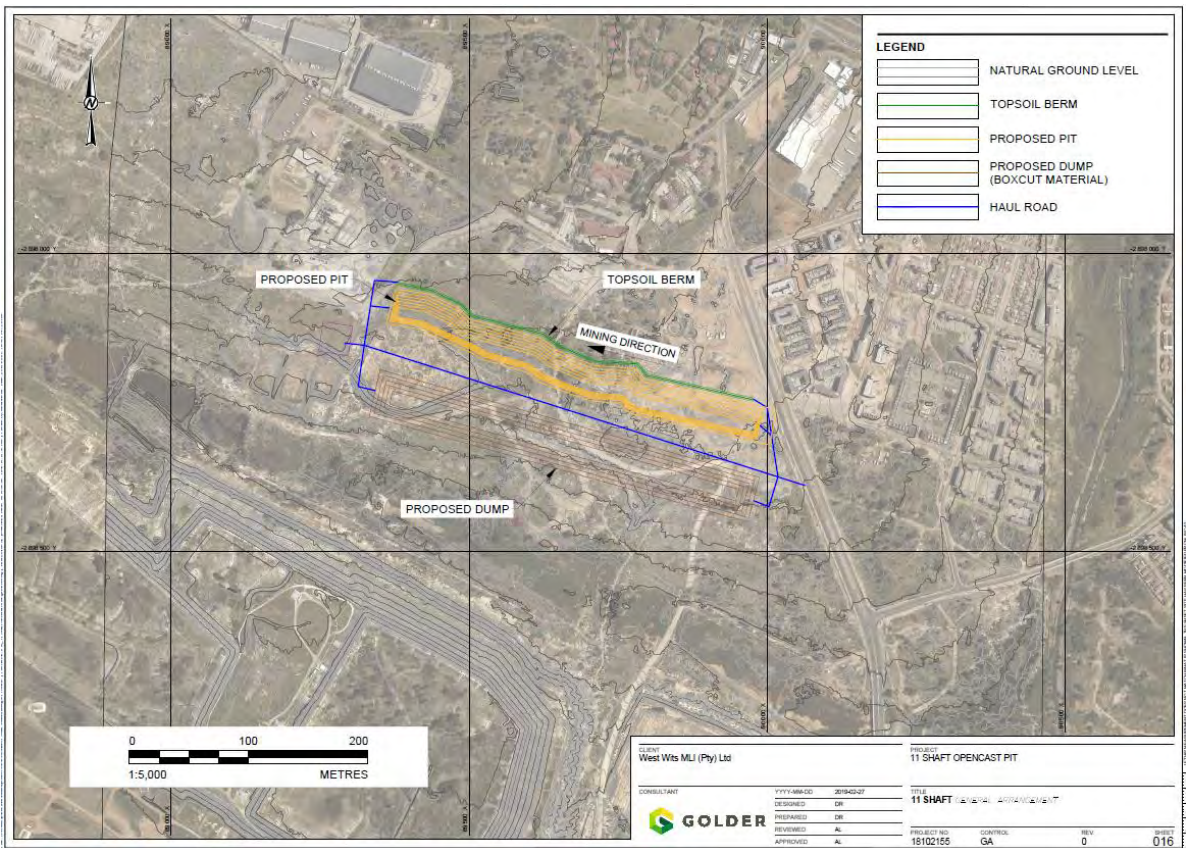 LEGEND
NATURAL GROUND LEVEL
TOPSOIL BERM
PROPOSED PIT
PROPOSED DUMP
(BOXCUT MATERIAL)
HAUL ROAD
N
PROPOSED PIT
TOPSOIL BERM
MINING DIRECTION
PROPOSED DUMP
0 100 200
1:5,000 METRES
CLIENT
West Wits MLI (Pty) Ltd
PROJECT
11 SHAFT OPENCAST PIT
CONSULTANT
GOLDER
YYYY-MM-DD 2019-02-27
DESIGNED DR
PREPARED DR
REVIEWED AL
APPROVED AL
TITLE
11 SHAFT GENERAL ARRANGEMENT
PROJECT NO. CONTROL REV. SHEET
18102155 GA 0 016